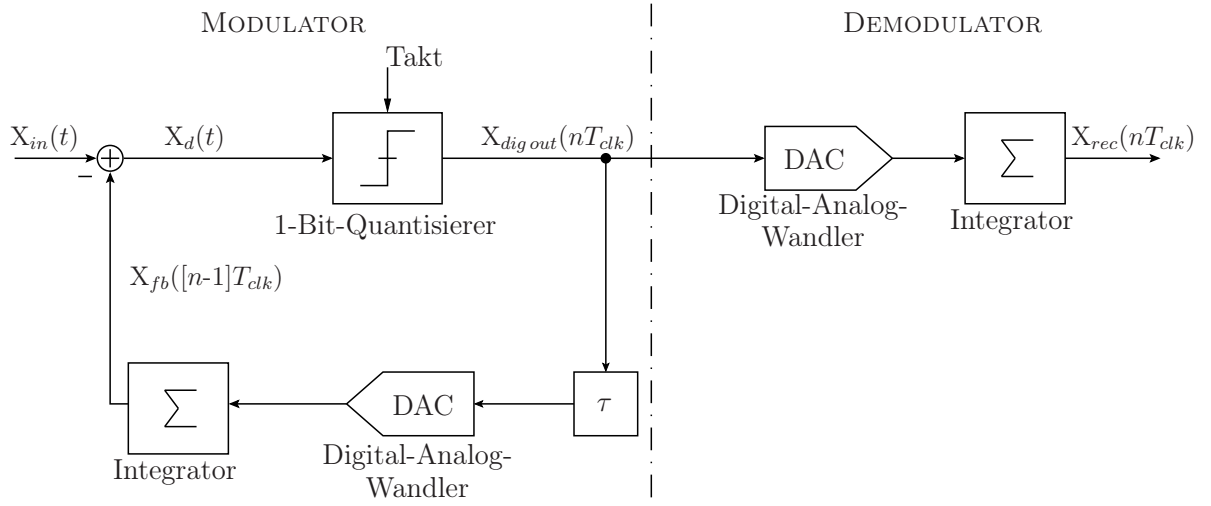 MODULATOR
DEMODULATOR
Takt
X_in(t)
X_d(t)
X_dig out(nT_clk)
X_rec(nT_clk)
+
−
DAC
∑
1-Bit-Quantisierer
Digital-Analog-
Wandler
Integrator
X_fb([n-1]T_clk)
∑
DAC
τ
Integrator
Digital-Analog-
Wandler